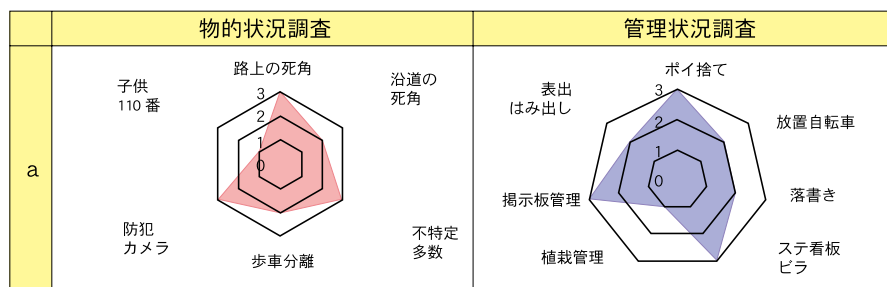 物的状況調査
管理状況調査
a
路上の死角
沿道の
死角
不特定
多数
歩車分離
防犯
カメラ
子供
110 番
3
2
1
0
ポイ捨て
放置自転車
落書き
ステ看板
ビラ
植栽管理
掲示板管理
表出
はみ出し
3
2
1
0